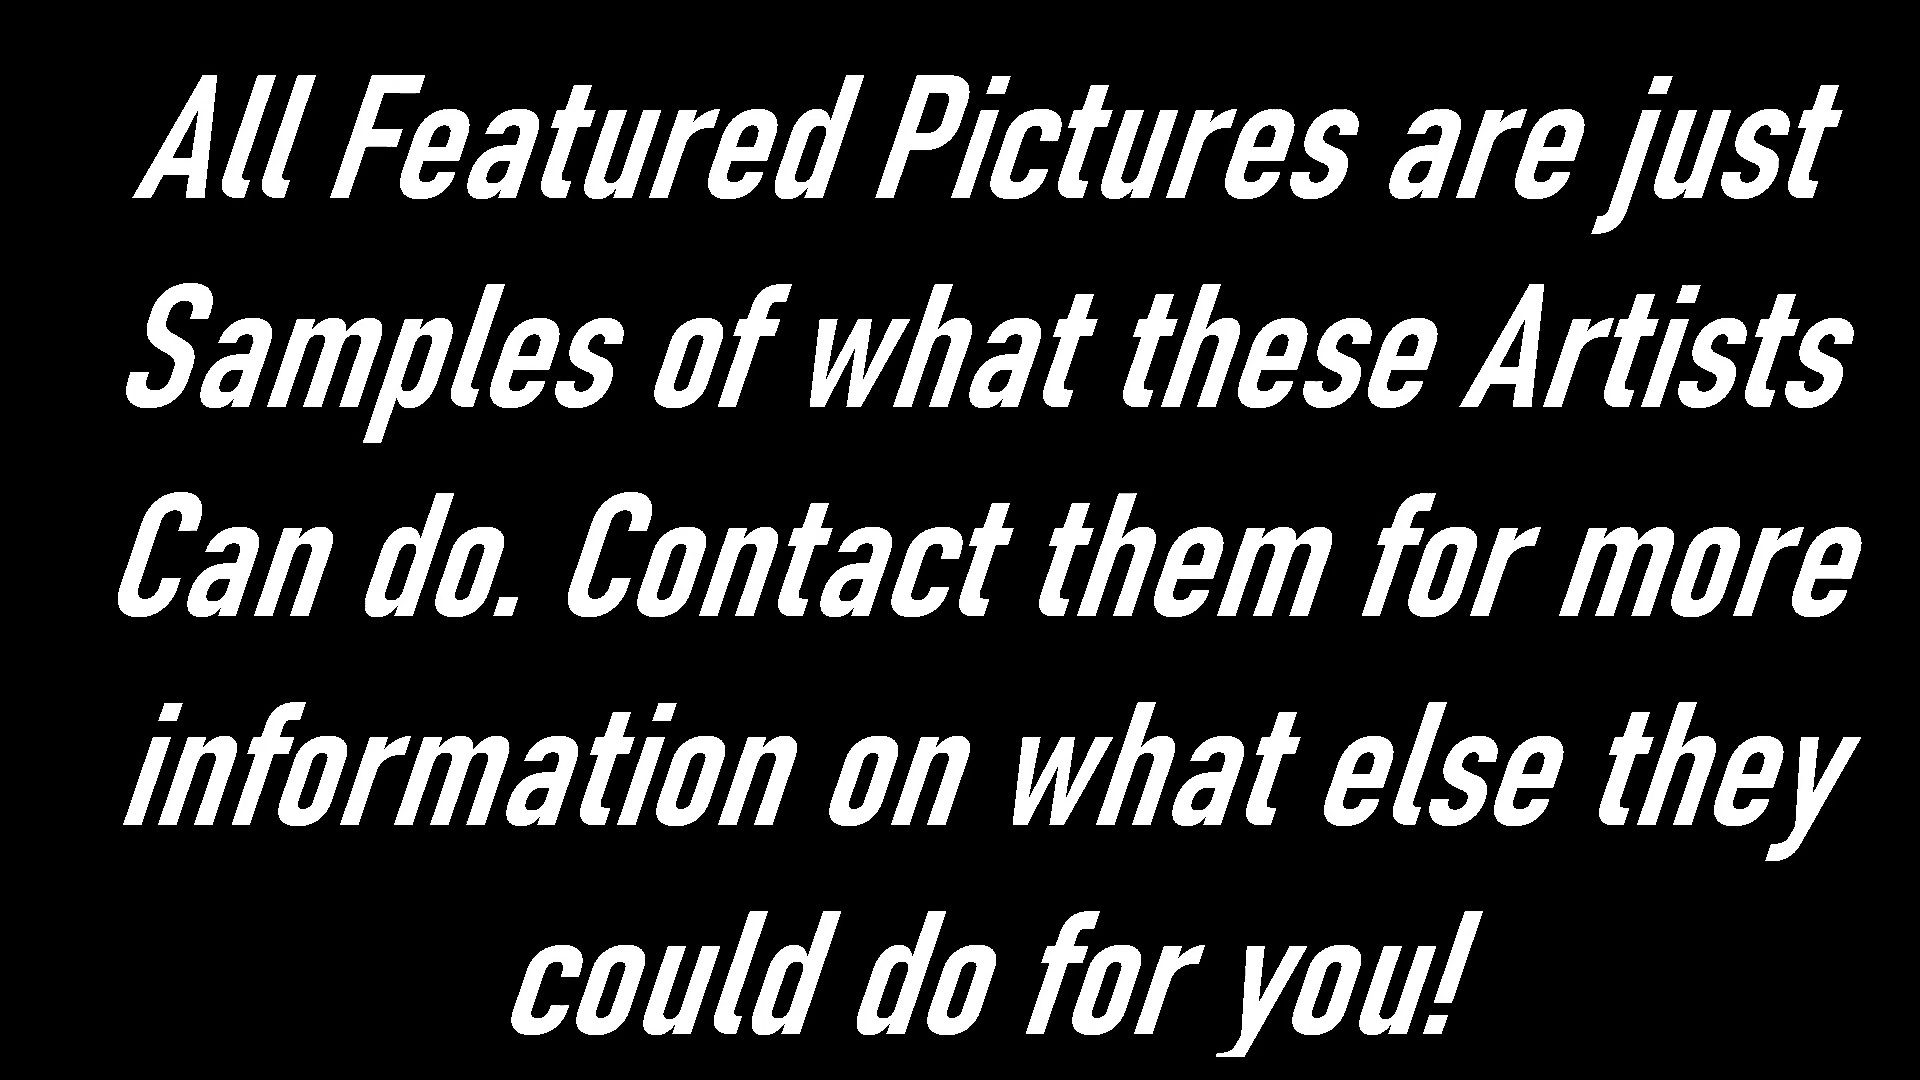 All Featured Pictures are just
Samples of what these Artists
Can do. Contact them for more
information on what else they
could do for you!